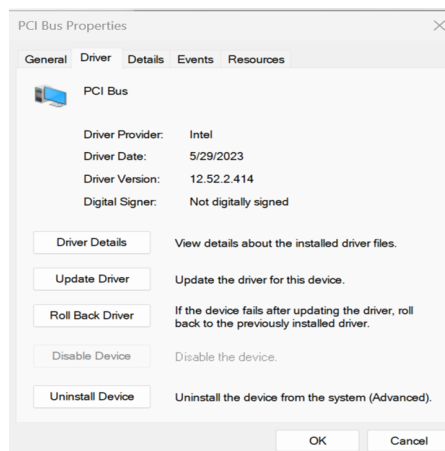 PCI Bus Properties
General Driver Details Events Resources
PCI Bus
Driver Provider: Intel
Driver Date: 5/29/2023
Driver Version: 12.52.2.414
Digital Signer: Not digitally signed
Driver Details View details about the installed driver files.
Update Driver Update the driver for this device.
Roll Back Driver If the device fails after updating the driver, roll
back to the previously installed driver.
Disable Device Disable the device.
Uninstall Device Uninstall the device from the system (Advanced).
OK Cancel